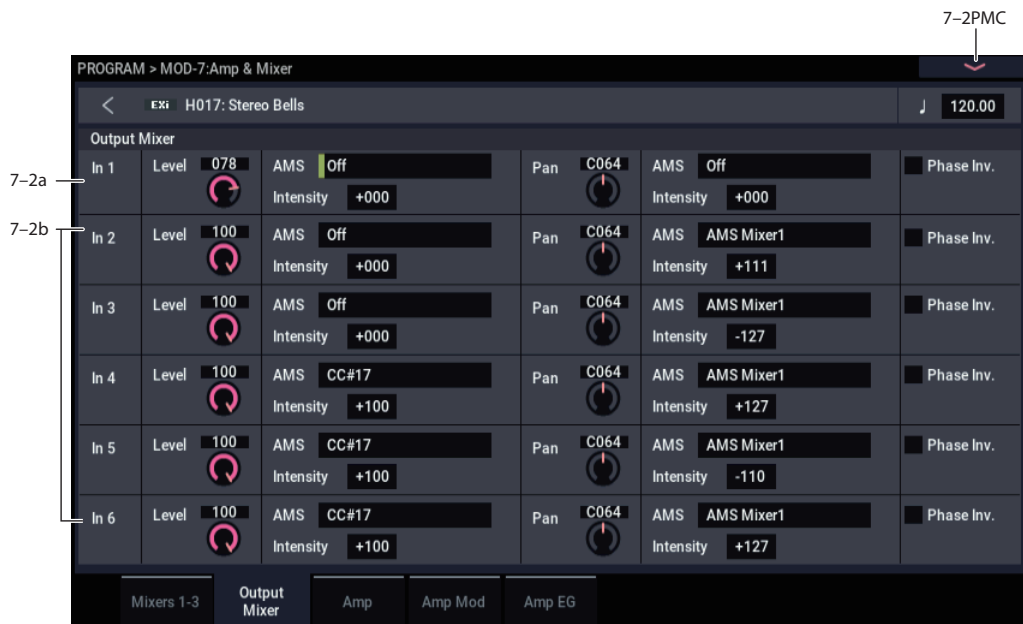 7–2PMC
PROGRAM > MOD-7:Amp & Mixer
EXi H017: Stereo Bells ♩ 120.00
Output Mixer
7–2a
In 1 Level 078 AMS Off Pan C064 AMS Off Phase Inv.
Intensity +000 Intensity +000
7–2b
In 2 Level 100 AMS Off Pan C064 AMS AMS Mixer1 Phase Inv.
Intensity +000 Intensity +111
In 3 Level 100 AMS Off Pan C064 AMS AMS Mixer1 Phase Inv.
Intensity +000 Intensity -127
In 4 Level 100 AMS CC#17 Pan C064 AMS AMS Mixer1 Phase Inv.
Intensity +100 Intensity +127
In 5 Level 100 AMS CC#17 Pan C064 AMS AMS Mixer1 Phase Inv.
Intensity +100 Intensity -110
In 6 Level 100 AMS CC#17 Pan C064 AMS AMS Mixer1 Phase Inv.
Intensity +100 Intensity +127
Mixers 1-3 Output Mixer Amp Amp Mod Amp EG